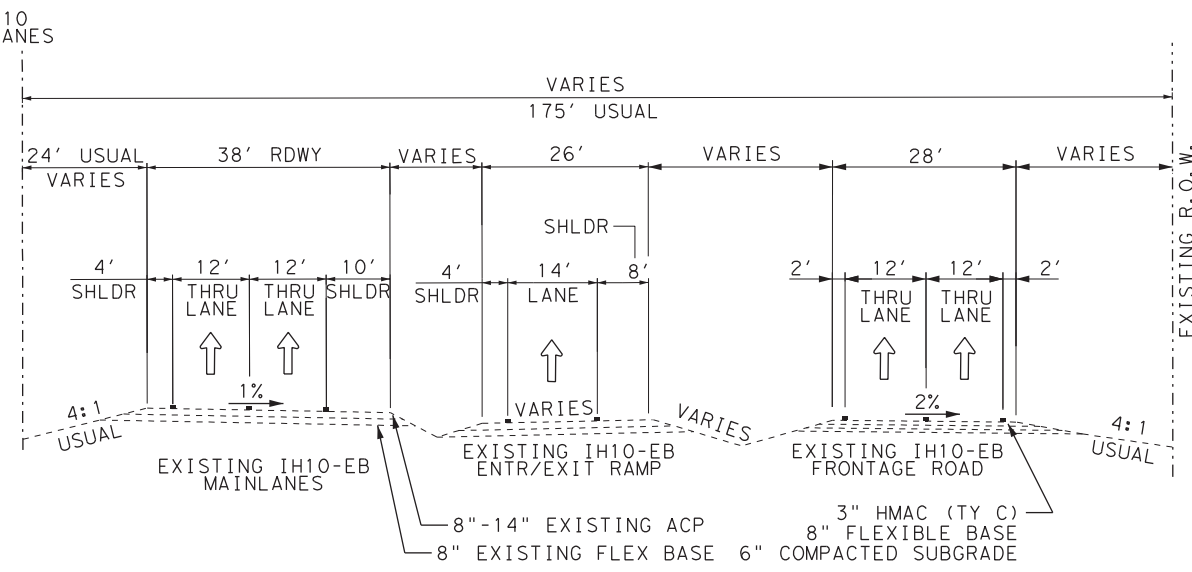 10
ANES
VARIES
175' USUAL
24' USUAL
VARIES
38' RDWY
VARIES
26'
VARIES
28'
VARIES
EXISTING R.O.W.
SHLDR
4'
SHLDR
12'
THRU
LANE
12'
THRU
LANE
10'
SHLDR
4'
SHLDR
14'
LANE
8'
2'
12'
THRU
LANE
12'
THRU
LANE
2'
1%
VARIES
2%
4:1
USUAL
VARIES
4:1
USUAL
EXISTING IH10-EB
MAINLANES
EXISTING IH10-EB
ENTR/EXIT RAMP
EXISTING IH10-EB
FRONTAGE ROAD
8"-14" EXISTING ACP
8" EXISTING FLEX BASE
3" HMAC (TY C)
8" FLEXIBLE BASE
6" COMPACTED SUBGRADE